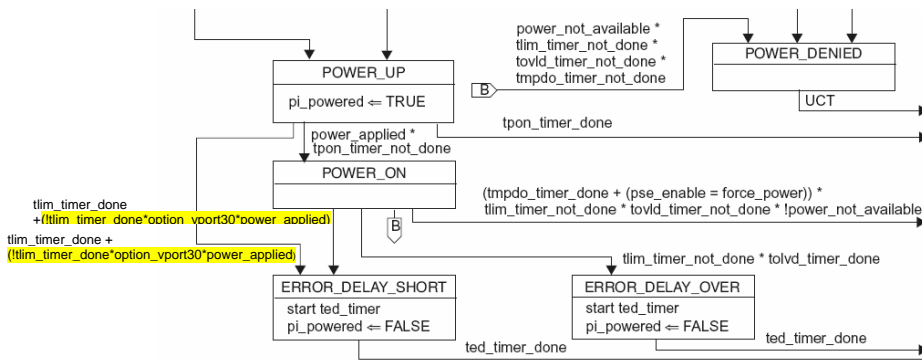 power_not_available *
tlim_timer_not_done *
tovld_timer_not_done *
tmpdo_timer_not_done
POWER_DENIED
POWER_UP
B
pi_powered ⇐ TRUE
UCT
tpon_timer_done
power_applied *
tpon_timer_not_done
POWER_ON
(tmpdo_timer_done + (pse_enable = force_power)) *
tlim_timer_not_done * tovld_timer_not_done * !power_not_available
tlim_timer_done
+(!tlim_timer_done*option_vport30*power_applied)
B
tlim_timer_done +
(!tlim_timer_done*option_vport30*power_applied)
tlim_timer_not_done * tolvd_timer_done
ERROR_DELAY_SHORT
start ted_timer
pi_powered ⇐ FALSE
ERROR_DELAY_OVER
start ted_timer
pi_powered ⇐ FALSE
ted_timer_done
ted_timer_done